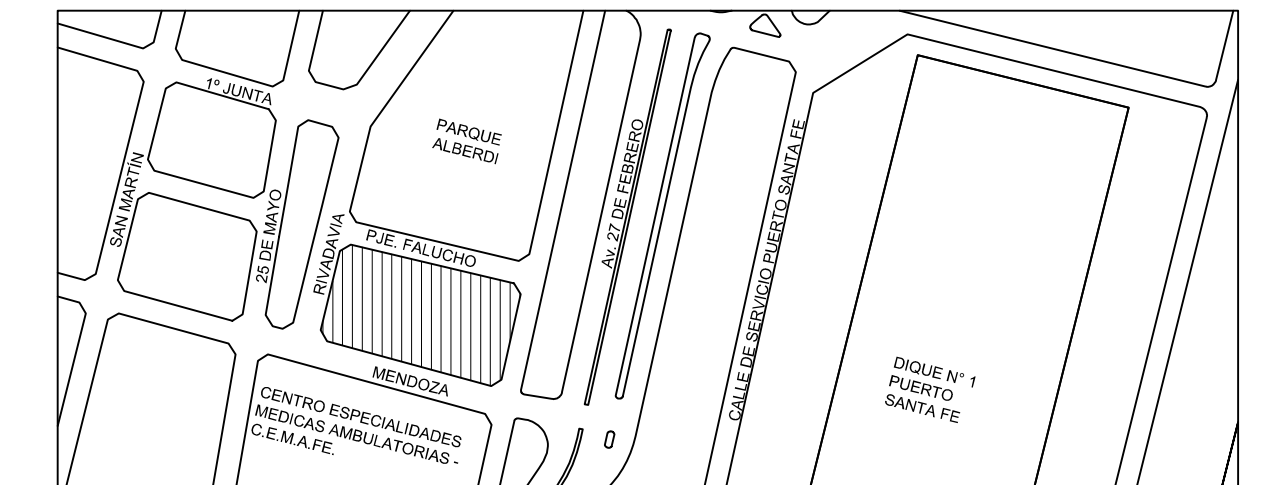 1º JUNTA
PARQUE
ALBERDI
SAN MARTÍN
25 DE MAYO
RIVADAVIA
PJE. FALUCHO
Av. 27 DE FEBRERO
CALLE DE SERVICIO PUERTO SANTA FE
MENDOZA
DIQUE N° 1
PUERTO
SANTA FE
CENTRO ESPECIALIDADES
MEDICAS AMBULATORIAS -
C.E.M.A.FE.